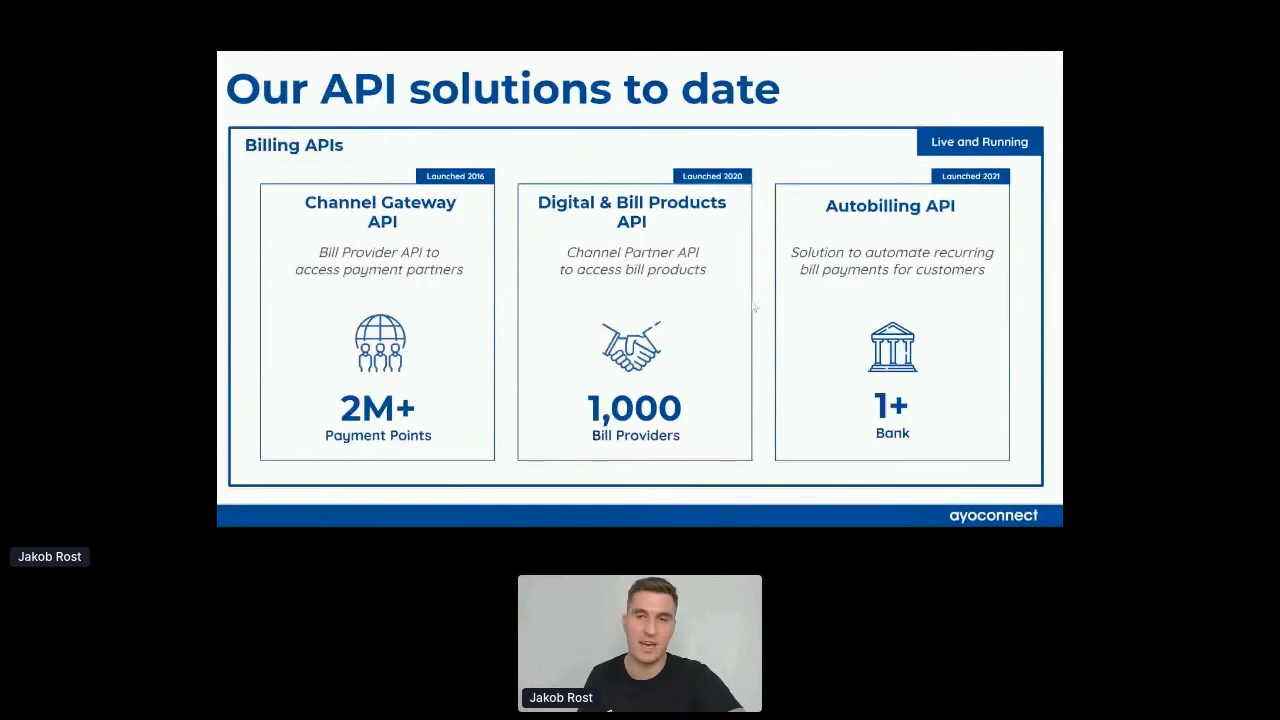 Our API solutions to date
Billing APIs
Live and Running
Launched 2016
Channel Gateway
API
Bill Provider API to
access payment partners
2M+
Payment Points
Launched 2020
Digital & Bill Products
API
Channel Partner API
to access bill products
1,000
Bill Providers
Launched 2021
Autobilling API
Solution to automate recurring
bill payments for customers
1+
Bank
ayoconnect
Jakob Rost
Jakob Rost